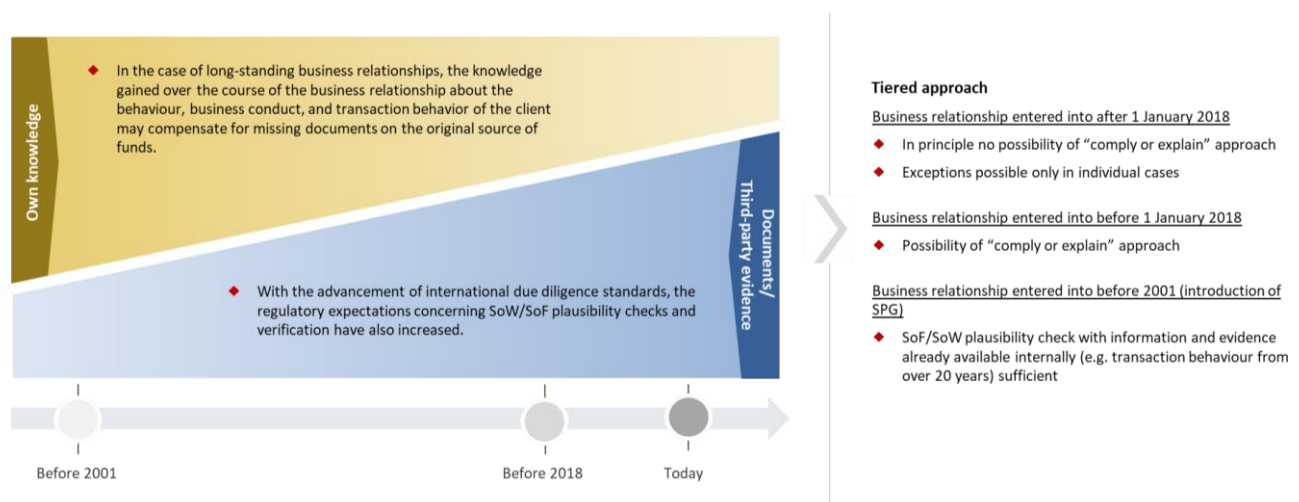 Own knowledge
◆ In the case of long-standing business relationships, the knowledge
gained over the course of the business relationship about the
behaviour, business conduct, and transaction behavior of the client
may compensate for missing documents on the original source of
funds.
◆ With the advancement of international due diligence standards, the
regulatory expectations concerning SoW/SoF plausibility checks and
verification have also increased.
Documents/
Third-party evidence
Before 2001
Before 2018
Today
Tiered approach
Business relationship entered into after 1 January 2018
◆ In principle no possibility of “comply or explain” approach
◆ Exceptions possible only in individual cases
Business relationship entered into before 1 January 2018
◆ Possibility of “comply or explain” approach
Business relationship entered into before 2001 (introduction of
SPG)
◆ SoF/SoW plausibility check with information and evidence
already available internally (e.g. transaction behaviour from
over 20 years) sufficient